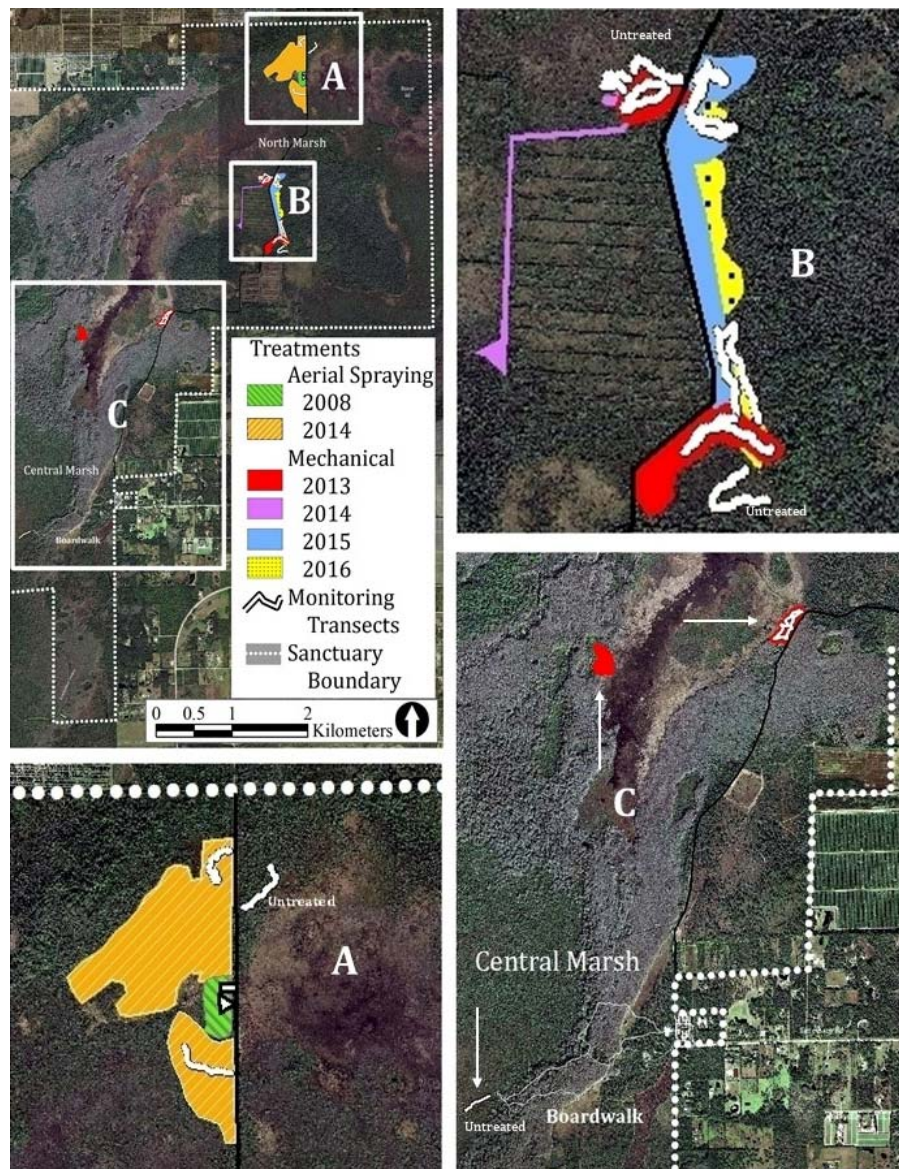 A
North Marsh
B
C
Central Marsh
Boardwalk
Treatments
Aerial Spraying
2008
2014
Mechanical
2013
2014
2015
2016
Monitoring
Transects
Sanctuary
Boundary
0 0.5 1 2
Kilometers
Untreated
B
Untreated
Untreated
A
C
Central Marsh
Boardwalk
Untreated